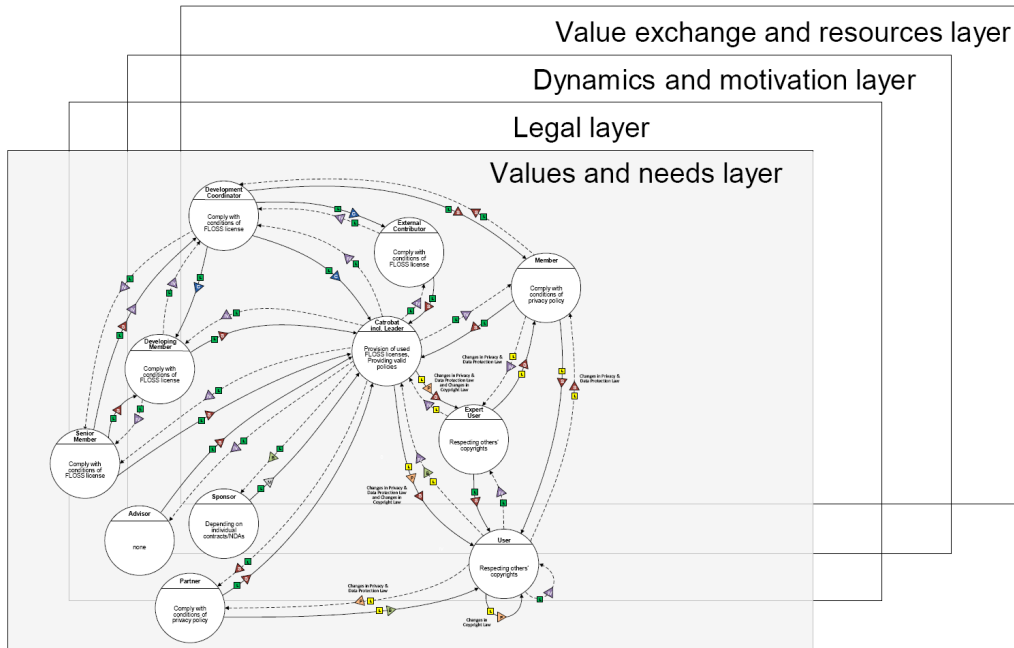 Value exchange and resources layer
Dynamics and motivation layer
Legal layer
Values and needs layer
Development
Coordinator
Comply with
conditions of
FLOSS license
External
Contributor
Comply with
conditions of
FLOSS license
Member
Comply with
conditions of
privacy policy
Catrobat
incl. Leader
Provision of used
FLOSS licenses,
Providing valid
policies
Developing
Member
Comply with
conditions of
FLOSS license
Changes in Privacy &
Data Protection Law
Changes in Privacy &
Data Protection Law
and Changes in
Copyright Law
Changes in Privacy &
Data Protection Law
Expert
User
Respecting others'
copyrights
Senior
Member
Comply with
conditions of
FLOSS license
Sponsor
Depending on
individual
contracts/NDAs
Changes in Privacy &
Data Protection Law
and Changes in
Copyright Law
Advisor
none
User
Respecting others'
copyrights
Partner
Comply with
conditions of
privacy policy
Changes in Privacy &
Data Protection Law
Changes in
Copyright Law